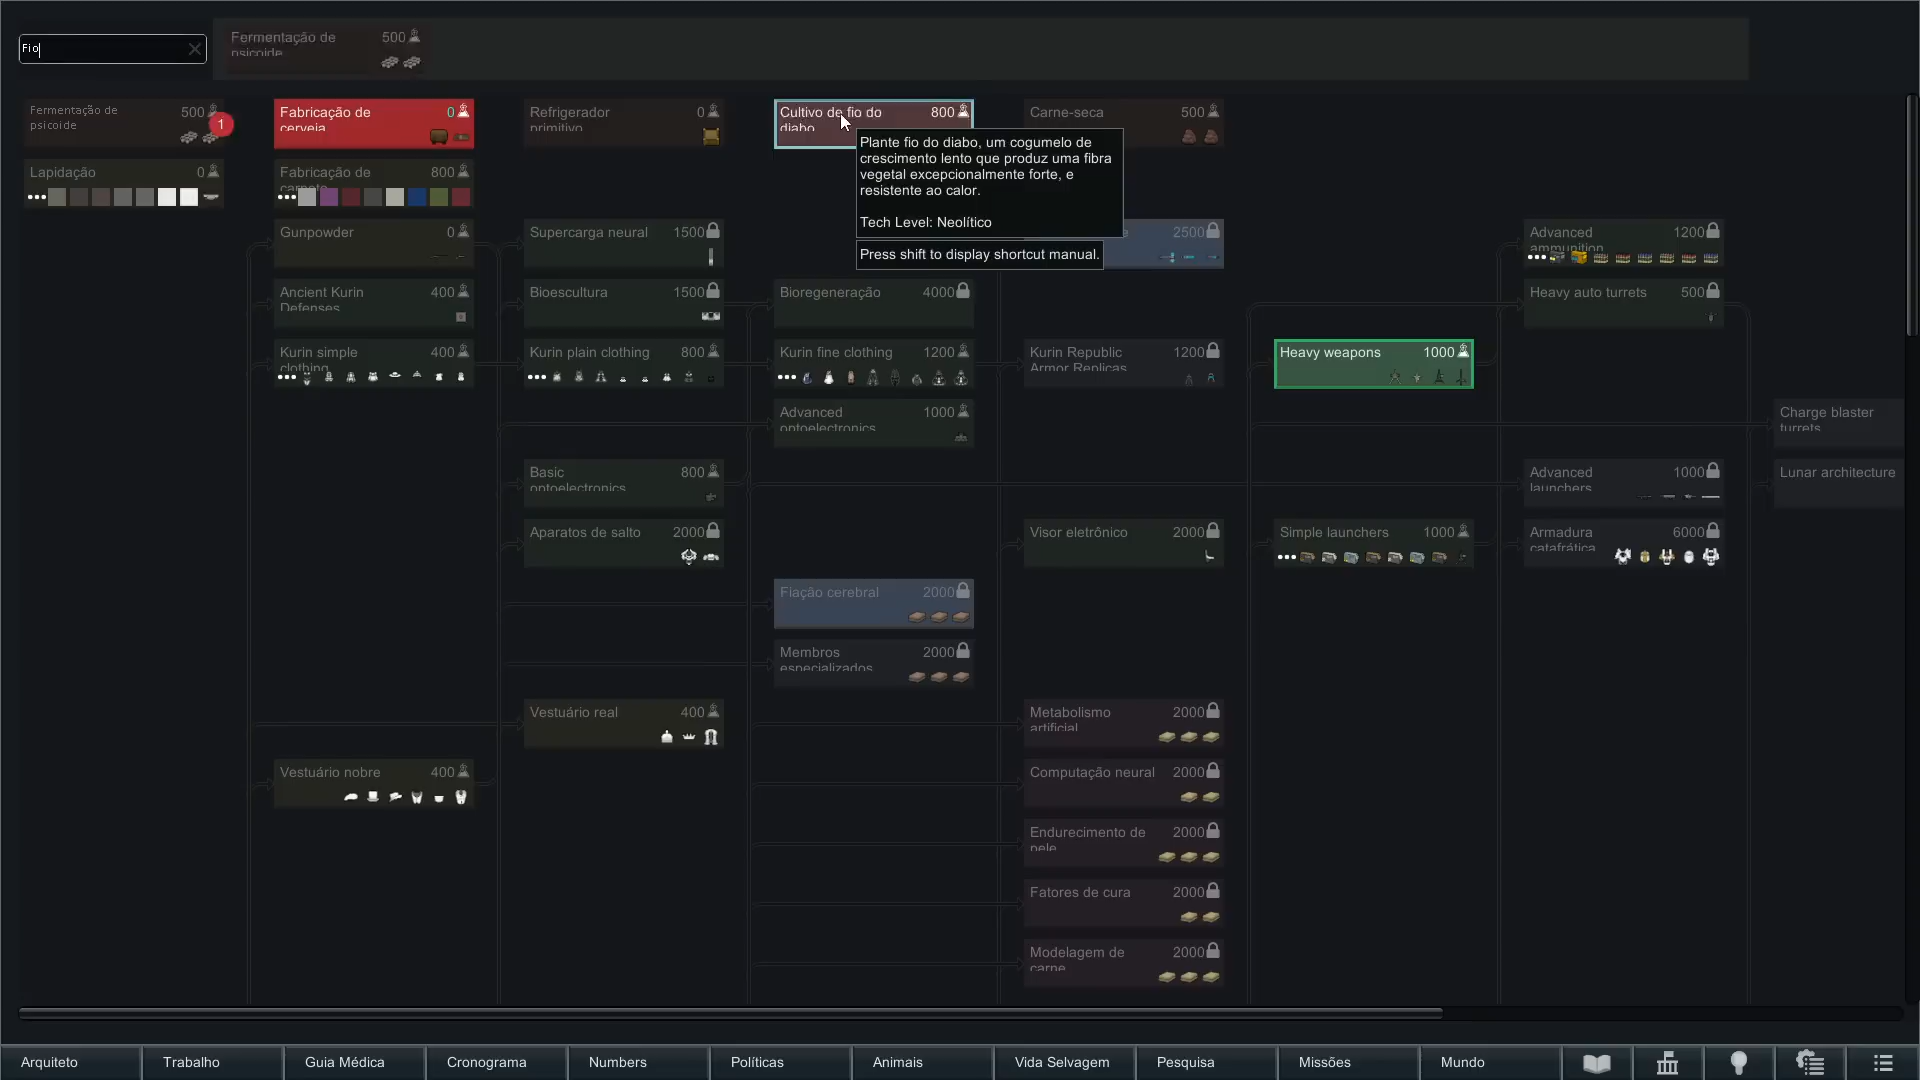 Fio
Fermentação de
psicoide
500
Fermentação de
psicoide
500
1
Fabricação de
cerveja
0
Refrigerador
primitivo
0
Cultivo de fio do
diabo
800
Carne-seca
500
Plante fio do diabo, um cogumelo de
crescimento lento que produz uma fibra
vegetal excepcionalmente forte, e
resistente ao calor.
Tech Level: Neolítico
Press shift to display shortcut manual.
Lapidação
0
Fabricação de
carpete
800
Gunpowder
0
Supercarga neural
1500
2500
Advanced
ammunition
1200
Ancient Kurin
Defenses
400
Bioescultura
1500
Bioregeneração
4000
Heavy auto turrets
500
Kurin simple
clothing
400
Kurin plain clothing
800
Kurin fine clothing
1200
Kurin Republic
Armor Replicas
1200
Heavy weapons
1000
Advanced
optoelectronics
1000
Charge blaster
turrets
Basic
optoelectronics
800
Advanced
launchers
1000
Lunar architecture
Aparatos de salto
2000
Visor eletrônico
2000
Simple launchers
1000
Armadura
catafrática
6000
Fiação cerebral
2000
Membros
especializados
2000
Vestuário real
400
Metabolismo
artificial
2000
Vestuário nobre
400
Computação neural
2000
Endurecimento de
pele
2000
Fatores de cura
2000
Modelagem de
carne
2000
Arquiteto
Trabalho
Guia Médica
Cronograma
Numbers
Políticas
Animais
Vida Selvagem
Pesquisa
Missões
Mundo